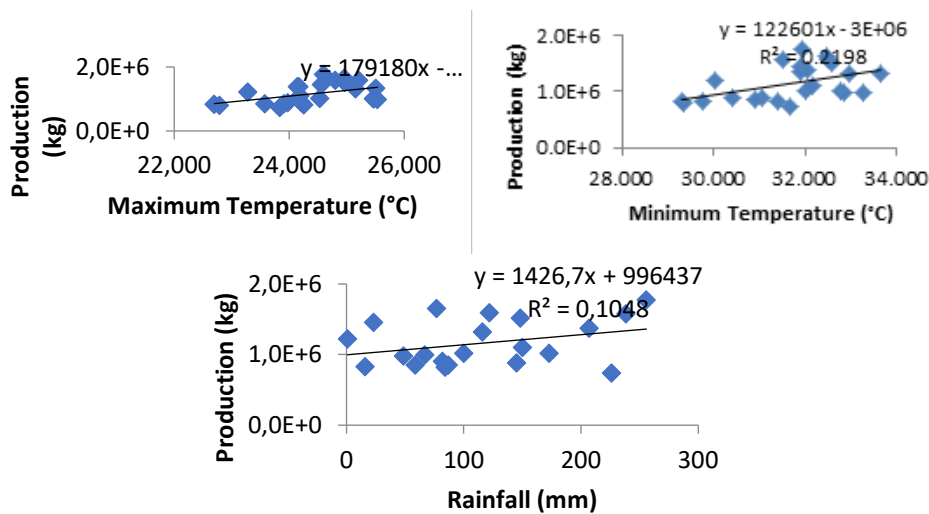 y = 179180x -...
2,0E+6
0,0E+0
22,000 24,000 26,000
Production
(kg)
Maximum Temperature (°C)
y = 122601x - 3E+06
R² = 0.2198
2.0E+6
1.0E+6
0.0E+0
28.000 30.000 32.000 34.000
Production (kg)
Minimum Temperature (°C)
y = 1426,7x + 996437
R² = 0,1048
2,0E+6
1,0E+6
0,0E+0
0 100 200 300
Production (kg)
Rainfall (mm)